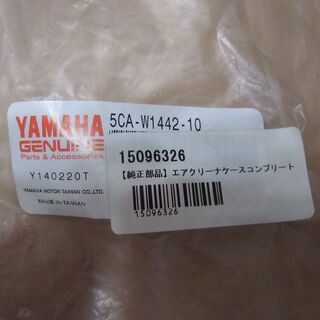 YAMAHA
GENUINE
Parts & Accessories
Y140220T
YAMAHA MOTOR TAIWAN CO.,LTD.
MADE IN TAIWAN
5CA-W1442-10
15096326
【純正部品】エアクリーナケースコンプリート
15096326